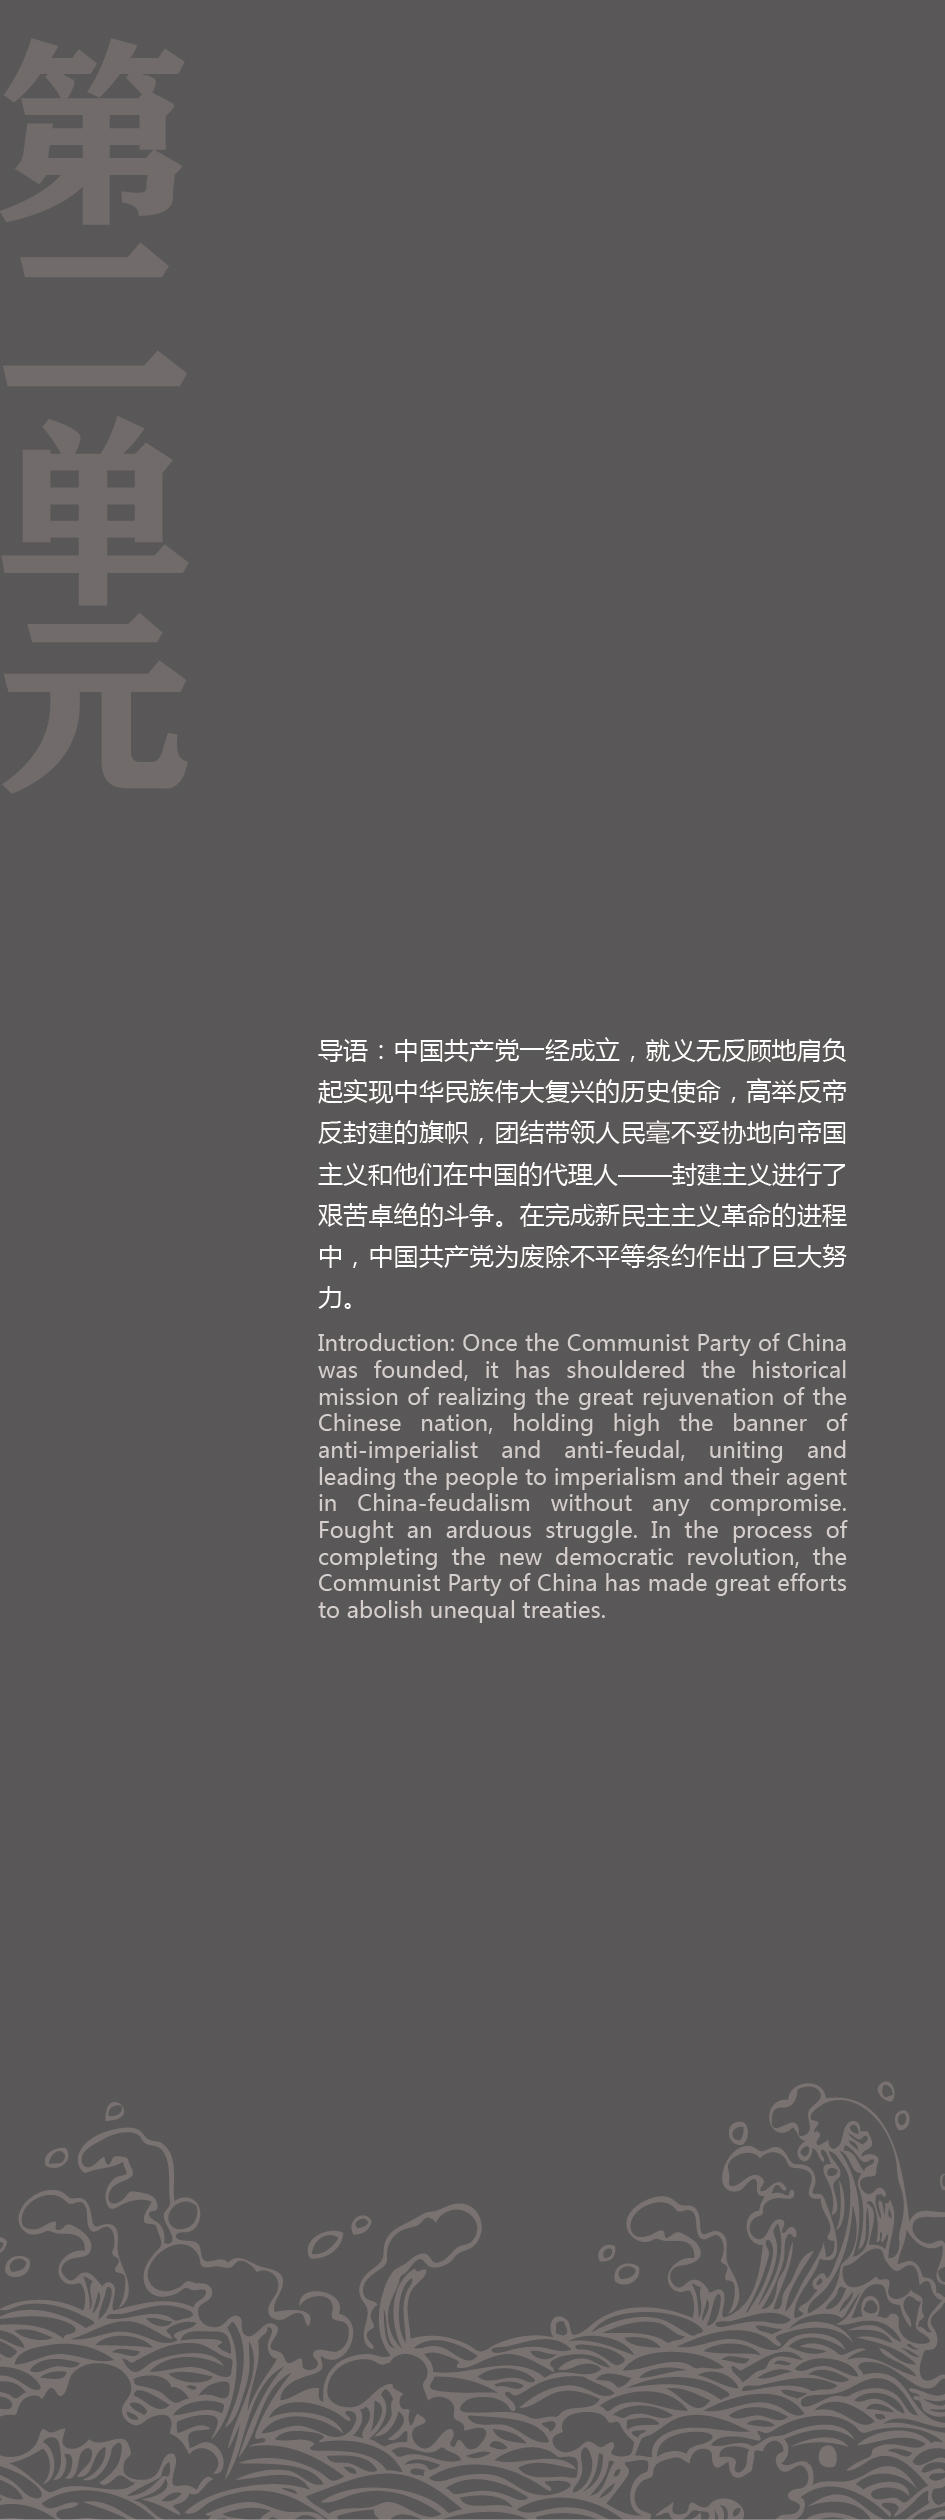 第二单元
导语：中国共产党一经成立，就义无反顾地肩负
起实现中华民族伟大复兴的历史使命，高举反帝
反封建的旗帜，团结带领人民毫不妥协地向帝国
主义和他们在中国的代理人——封建主义进行了
艰苦卓绝的斗争。在完成新民主主义革命的进程
中，中国共产党为废除不平等条约作出了巨大努
力。
Introduction: Once the Communist Party of China
was founded, it has shouldered the historical
mission of realizing the great rejuvenation of the
Chinese nation, holding high the banner of
anti-imperialist and anti-feudal, uniting and
leading the people to imperialism and their agent
in China-feudalism without any compromise.
Fought an arduous struggle. In the process of
completing the new democratic revolution, the
Communist Party of China has made great efforts
to abolish unequal treaties.